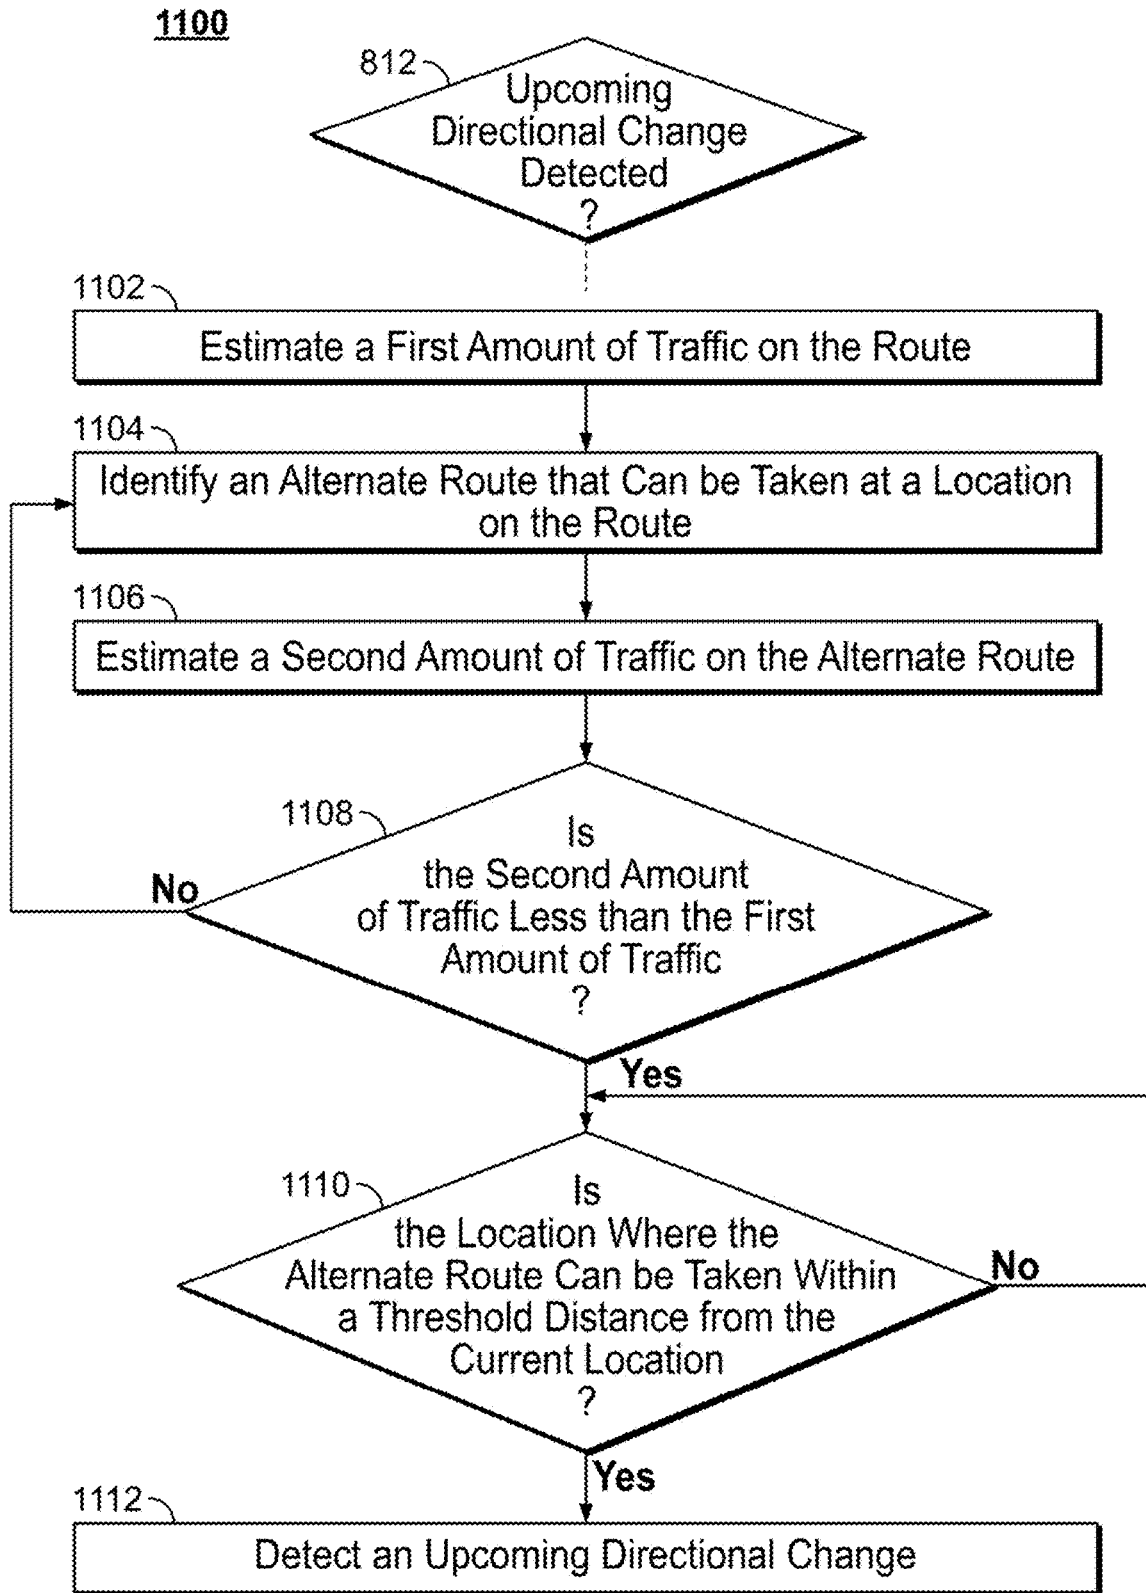 1100
812
Upcoming
Directional Change
Detected
?
1102
Estimate a First Amount of Traffic on the Route
1104
Identify an Alternate Route that Can be Taken at a Location
on the Route
1106
Estimate a Second Amount of Traffic on the Alternate Route
1108
Is
the Second Amount
of Traffic Less than the First
Amount of Traffic
?
No
Yes
1110
Is
the Location Where the
Alternate Route Can be Taken Within
a Threshold Distance from the
Current Location
?
No
Yes
1112
Detect an Upcoming Directional Change